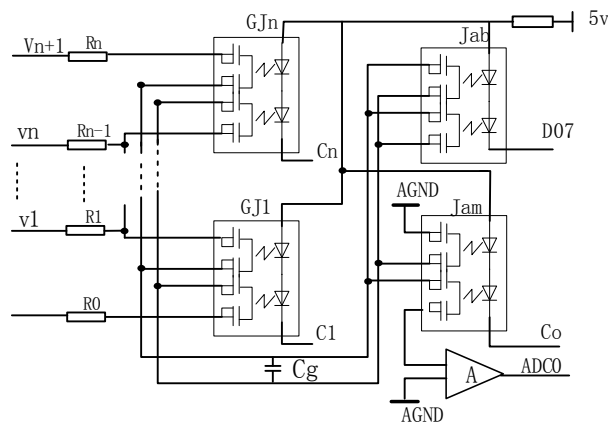 GJn
5v
Vn+1
Rn
Jab
vn
Rn-1
Cn
DO7
AGND
GJ1
Jam
v1
R1
R0
C1
Co
Cg
A
ADCO
AGND